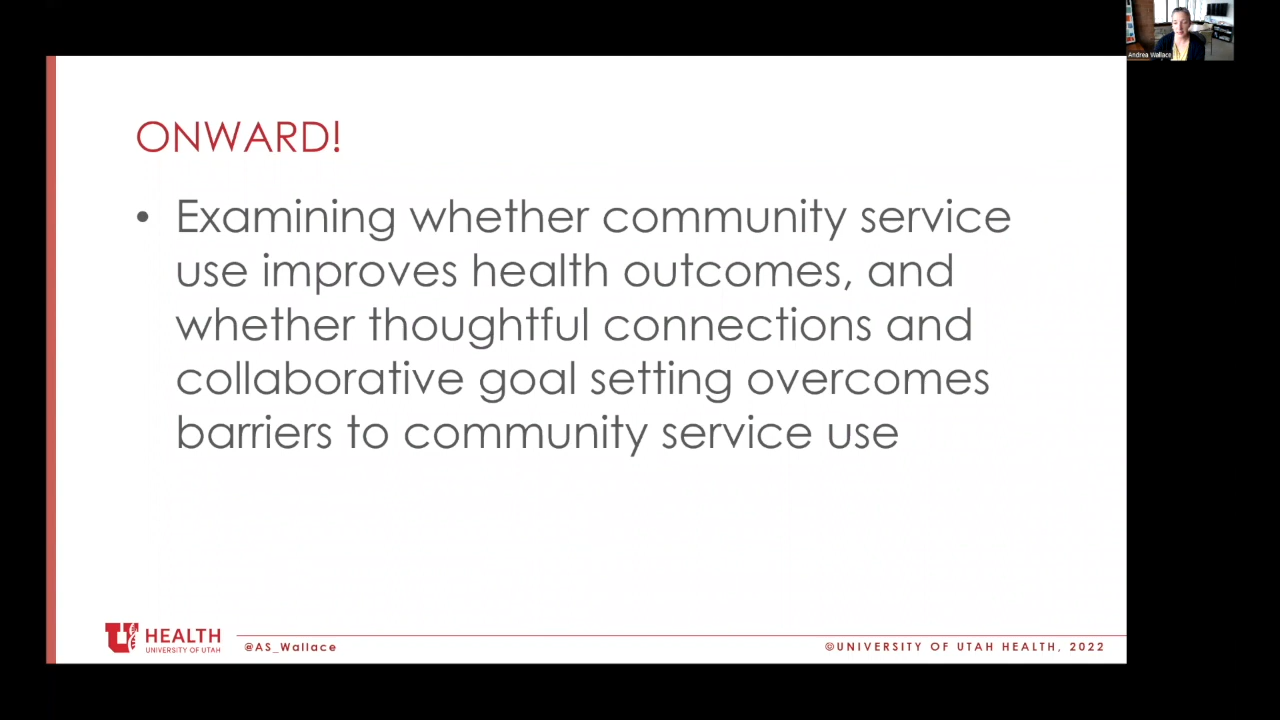 Andrea Wallace
ONWARD!
• Examining whether community service
use improves health outcomes, and
whether thoughtful connections and
collaborative goal setting overcomes
barriers to community service use
U HEALTH
UNIVERSITY OF UTAH
@AS_Wallace
©UNIVERSITY OF UTAH HEALTH, 2022